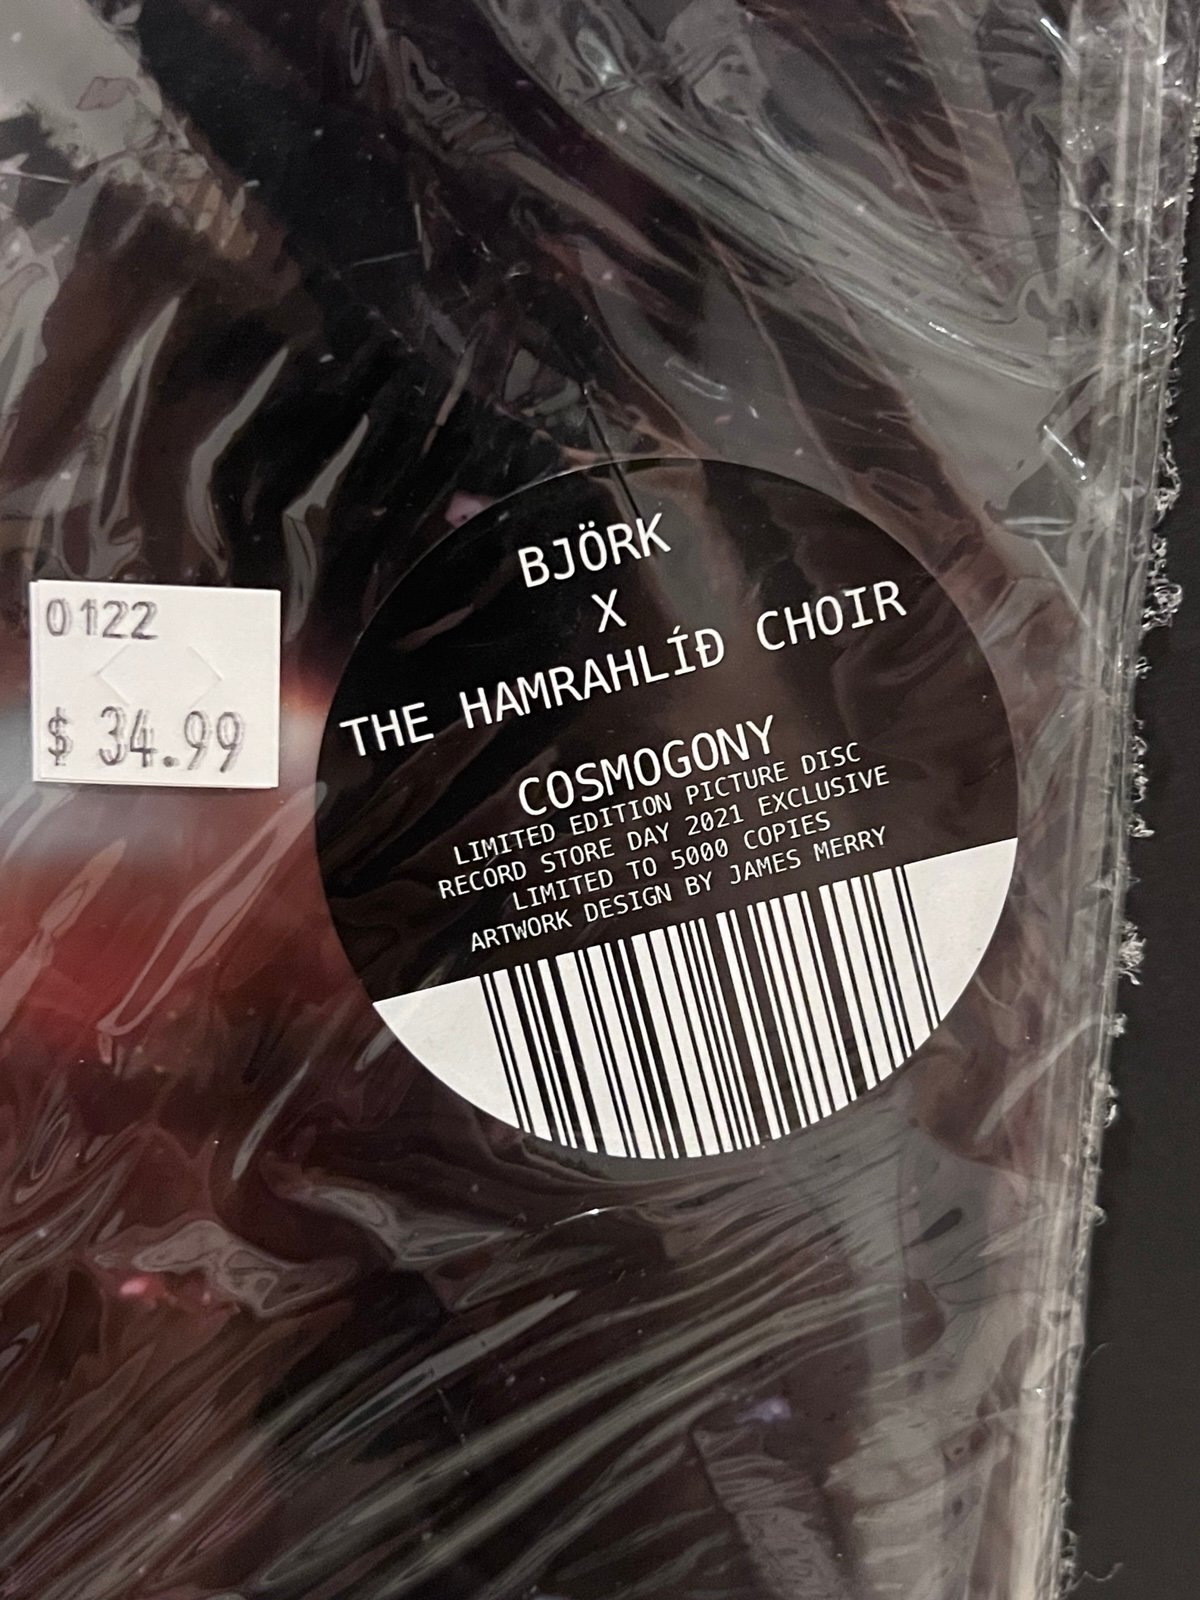 0122
$ 34.99
BJÖRK
X
THE HAMRAHLÍÐ CHOIR
COSMOGONY
LIMITED EDITION PICTURE DISC
RECORD STORE DAY 2021 EXCLUSIVE
LIMITED TO 5000 COPIES
ARTWORK DESIGN BY JAMES MERRY